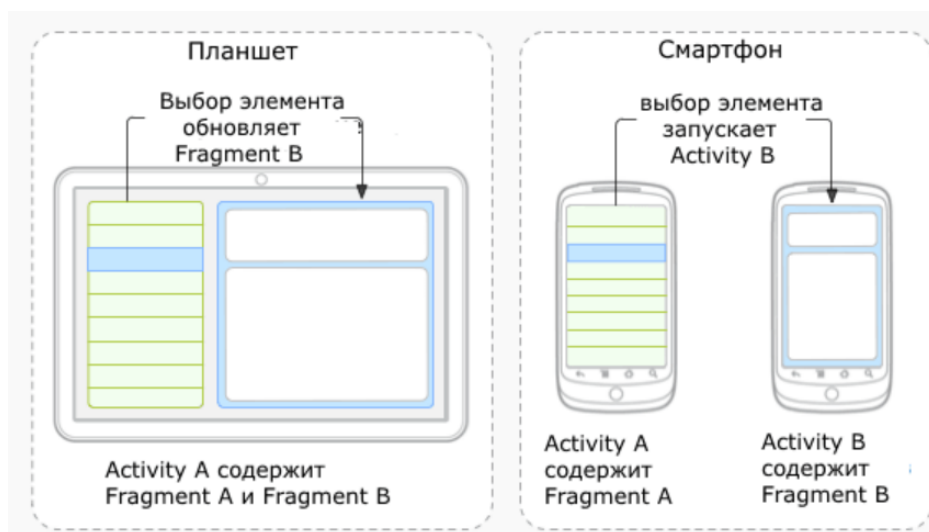 Планшет
Выбор элемента
обновляет
Fragment B
Activity A содержит
Fragment A и Fragment B
Смартфон
выбор элемента
запускает
Activity B
Activity A
содержит
Fragment A
Activity B
содержит
Fragment B